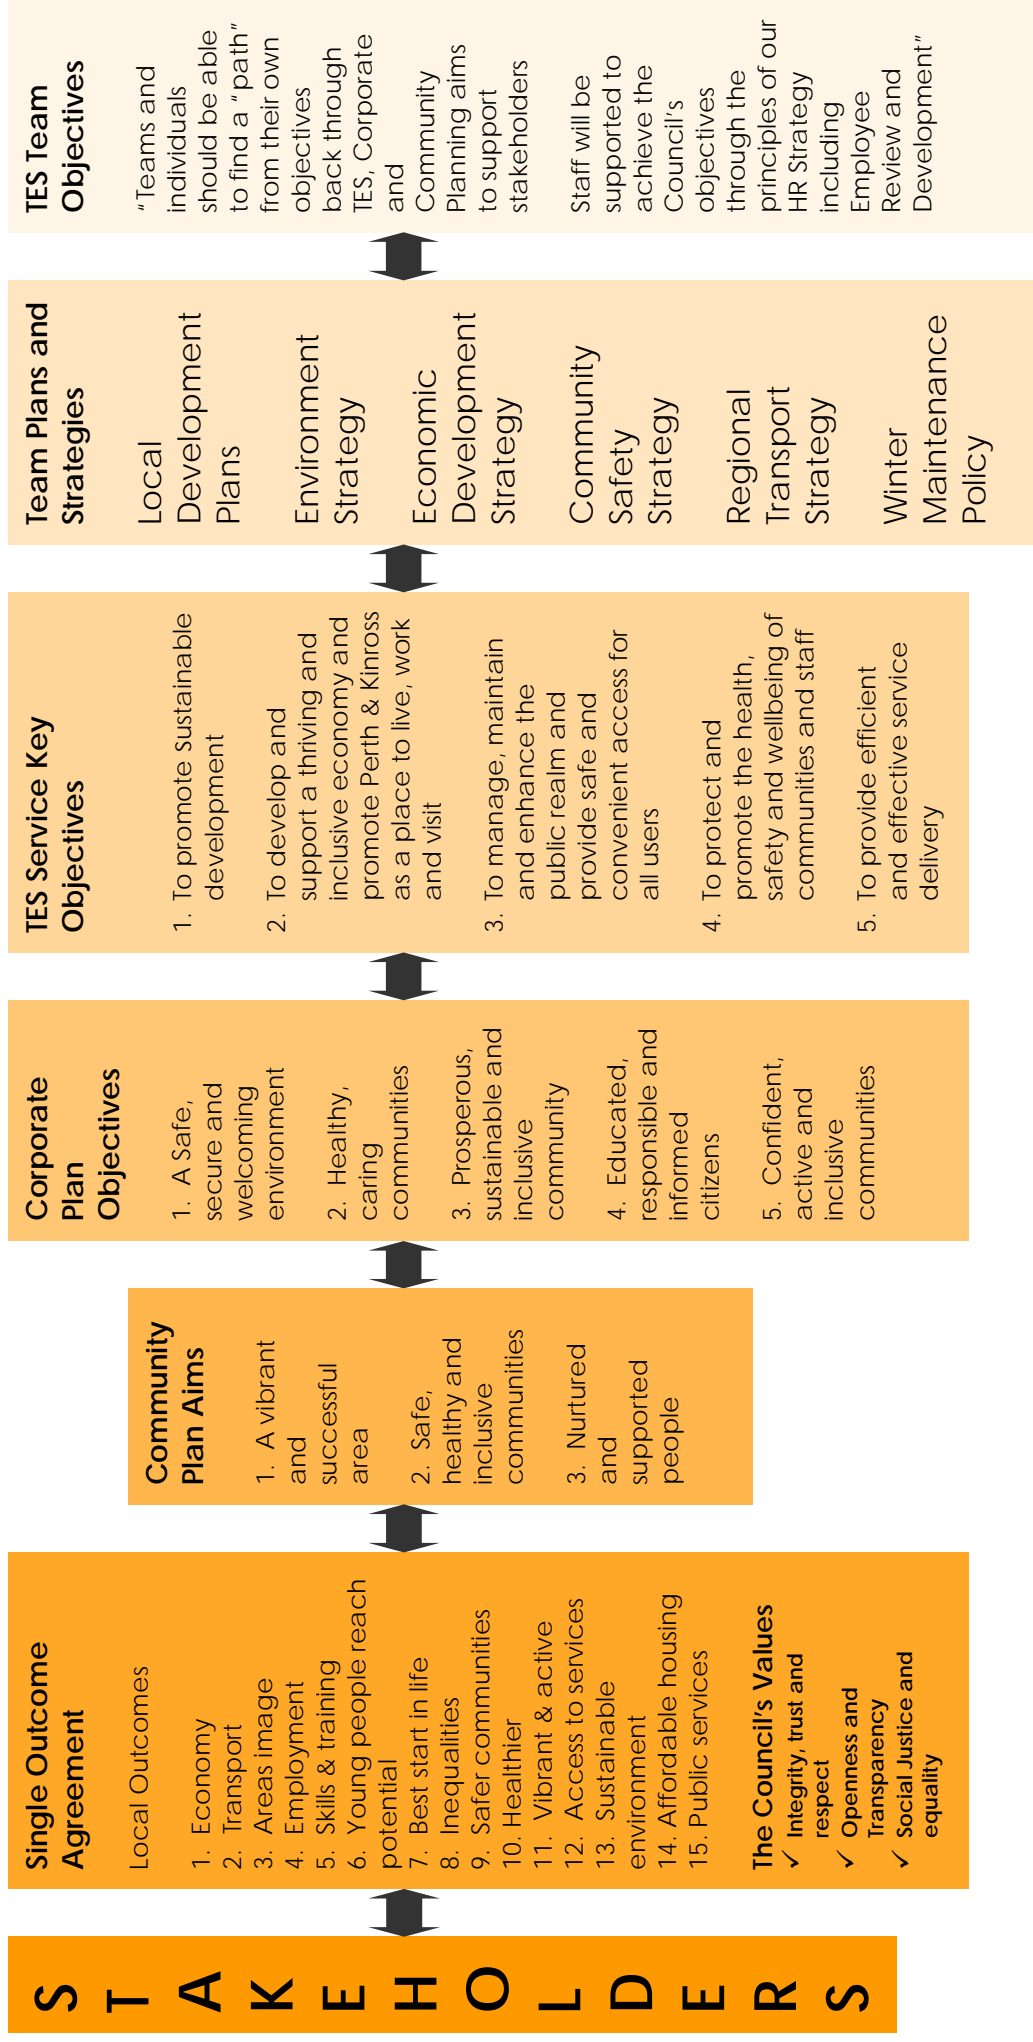 S
T
A
K
E
H
O
L
D
E
R
S
Single Outcome
Agreement
Local Outcomes
1. Economy
2. Transport
3. Areas image
4. Employment
5. Skills & training
6. Young people reach
potential
7. Best start in life
8. Inequalities
9. Safer communities
10. Healthier
11. Vibrant & active
12. Access to services
13. Sustainable
environment
14. Affordable housing
15. Public services
The Council's Values
✓ Integrity, trust and
respect
✓ Openness and
Transparency
✓ Social Justice and
equality
Community
Plan Aims
1. A vibrant
and
successful
area
2. Safe,
healthy and
inclusive
communities
3. Nurtured
and
supported
people
Corporate
Plan
Objectives
1. A Safe,
secure and
welcoming
environment
2. Healthy,
caring
communities
3. Prosperous,
sustainable and
inclusive
community
4. Educated,
responsible and
informed
citizens
5. Confident,
active and
inclusive
communities
TES Service Key
Objectives
1. To promote sustainable
development
2. To develop and
support a thriving and
inclusive economy and
promote Perth & Kinross
as a place to live, work
and visit
3. To manage, maintain
and enhance the
public realm and
provide safe and
convenient access for
all users
4. To protect and
promote the health,
safety and wellbeing of
communities and staff
5. To provide efficient
and effective service
delivery
Team Plans and
Strategies
Local
Development
Plans
Environment
Strategy
Economic
Development
Strategy
Community
Safety
Strategy
Regional
Transport
Strategy
Winter
Maintenance
Policy
TES Team
Objectives
"Teams and
individuals
should be able
to find a "path"
from their own
objectives
back through
TES, Corporate
and
Community
Planning aims
to support
stakeholders
Staff will be
supported to
achieve the
Council's
objectives
through the
principles of our
HR Strategy
including
Employee
Review and
Development"